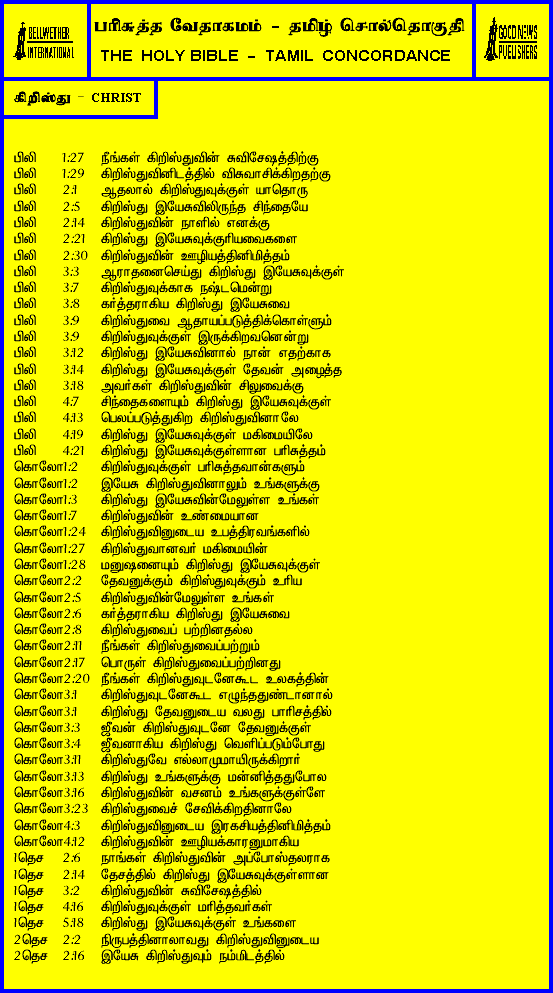 BELLWETHER INTERNATIONAL
பரிசுத்த வேதாகமம் - தமிழ் சொல்தொகுதி
THE HOLY BIBLE - TAMIL CONCORDANCE
GOOD NEWS PUBLISHERS
கிறிஸ்து - CHRIST
பிலி 1:27 நீங்கள் கிறிஸ்துவின் சுவிசேஷத்திற்கு
பிலி 1:29 கிறிஸ்துவினிடத்தில் விசுவாசிக்கிறதற்கு
பிலி 2:1 ஆதலால் கிறிஸ்துவுக்குள் யாதொரு
பிலி 2:5 கிறிஸ்து இயேசுவிலிருந்த சிந்தையே
பிலி 2:14 கிறிஸ்துவின் நாளில் எனக்கு
பிலி 2:21 கிறிஸ்து இயேசுவுக்குரியவைகளை
பிலி 2:30 கிறிஸ்துவின் ஊழியத்தினிமித்தம்
பிலி 3:3 ஆராதனைசெய்து கிறிஸ்து இயேசுவுக்குள்
பிலி 3:7 கிறிஸ்துவுக்காக நஷ்டமென்று
பிலி 3:8 கர்த்தராகிய கிறிஸ்து இயேசுவை
பிலி 3:9 கிறிஸ்துவை ஆதாயப்படுத்திக்கொள்ளும்
பிலி 3:9 கிறிஸ்துவுக்குள் இருக்கிறவனென்று
பிலி 3:12 கிறிஸ்து இயேசுவினால் நான் எதற்காக
பிலி 3:14 கிறிஸ்து இயேசுவுக்குள் தேவன் அழைத்த
பிலி 3:18 அவர்கள் கிறிஸ்துவின் சிலுவைக்கு
பிலி 4:7 சிந்தைகளையும் கிறிஸ்து இயேசுவுக்குள்
பிலி 4:13 பெலப்படுத்துகிற கிறிஸ்துவினாலே
பிலி 4:19 கிறிஸ்து இயேசுவுக்குள் மகிமையிலே
பிலி 4:21 கிறிஸ்து இயேசுவுக்குள்ளான பரிசுத்தம்
கொலோ1:2 கிறிஸ்துவுக்குள் பரிசுத்தவான்களும்
கொலோ1:2 இயேசு கிறிஸ்துவினாலும் உங்களுக்கு
கொலோ1:3 கிறிஸ்து இயேசுவின்மேலுள்ள உங்கள்
கொலோ1:7 கிறிஸ்துவின் உண்மையான
கொலோ1:24 கிறிஸ்துவினுடைய உபத்திரவங்களில்
கொலோ1:27 கிறிஸ்துவானவர் மகிமையின்
கொலோ1:28 மனுஷனையும் கிறிஸ்து இயேசுவுக்குள்
கொலோ2:2 தேவனுக்கும் கிறிஸ்துவுக்கும் உரிய
கொலோ2:5 கிறிஸ்துவின்மேலுள்ள உங்கள்
கொலோ2:6 கர்த்தராகிய கிறிஸ்து இயேசுவை
கொலோ2:8 கிறிஸ்துவைப் பற்றினதல்ல
கொலோ2:11 நீங்கள் கிறிஸ்துவைப்பற்றும்
கொலோ2:17 பொருள் கிறிஸ்துவைப்பற்றினது
கொலோ2:20 நீங்கள் கிறிஸ்துவுடனேகூட உலகத்தின்
கொலோ3:1 கிறிஸ்துவுடனேகூட எழுந்ததுண்டானால்
கொலோ3:1 கிறிஸ்து தேவனுடைய வலது பாரிசத்தில்
கொலோ3:3 ஜீவன் கிறிஸ்துவுடனே தேவனுக்குள்
கொலோ3:4 ஜீவனாகிய கிறிஸ்து வெளிப்படும்போது
கொலோ3:11 கிறிஸ்துவே எல்லாமுமாயிருக்கிறார்
கொலோ3:13 கிறிஸ்து உங்களுக்கு மன்னித்ததுபோல
கொலோ3:16 கிறிஸ்துவின் வசனம் உங்களுக்குள்ளே
கொலோ3:23 கிறிஸ்துவைச் சேவிக்கிறதினாலே
கொலோ4:3 கிறிஸ்துவினுடைய இரகசியத்தினிமித்தம்
கொலோ4:12 கிறிஸ்துவின் ஊழியக்காரனுமாகிய
1தெச 2:6 நாங்கள் கிறிஸ்துவின் அப்போஸ்தலராக
1தெச 2:14 தேசத்தில் கிறிஸ்து இயேசுவுக்குள்ளான
1தெச 3:2 கிறிஸ்துவின் சுவிசேஷத்தில்
1தெச 4:16 கிறிஸ்துவுக்குள் மரித்தவர்கள்
1தெச 5:18 கிறிஸ்து இயேசுவுக்குள் உங்களை
2தெச 2:2 நிருபத்தினாலாவது கிறிஸ்துவினுடைய
2தெச 2:16 இயேசு கிறிஸ்துவும் நம்மிடத்தில்